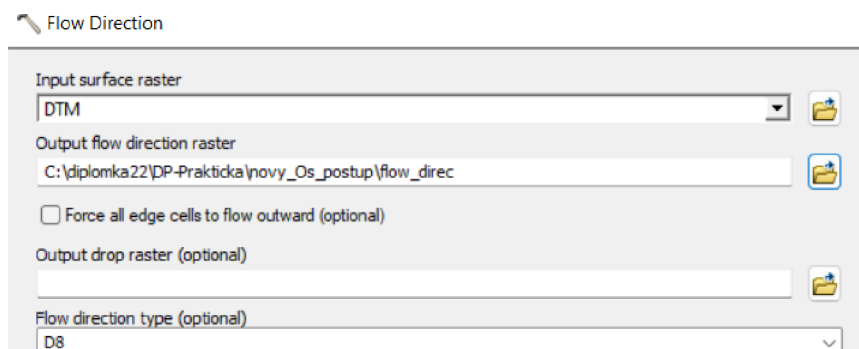 Flow Direction
Input surface raster
DTM
Output flow direction raster
C:\diplomka22\DP-Prakticka\novy_Os_postup\flow_direc
Force all edge cells to flow outward (optional)
Output drop raster (optional)
Flow direction type (optional)
D8